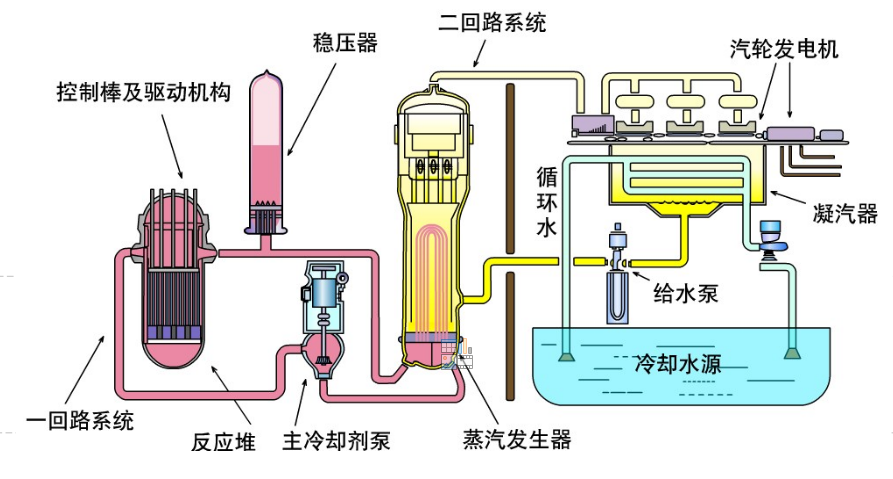 二回路系统
稳压器
汽轮发电机
控制棒及驱动机构
循环水
凝汽器
给水泵
冷却水源
一回路系统
反应堆
主冷却剂泵
蒸汽发生器